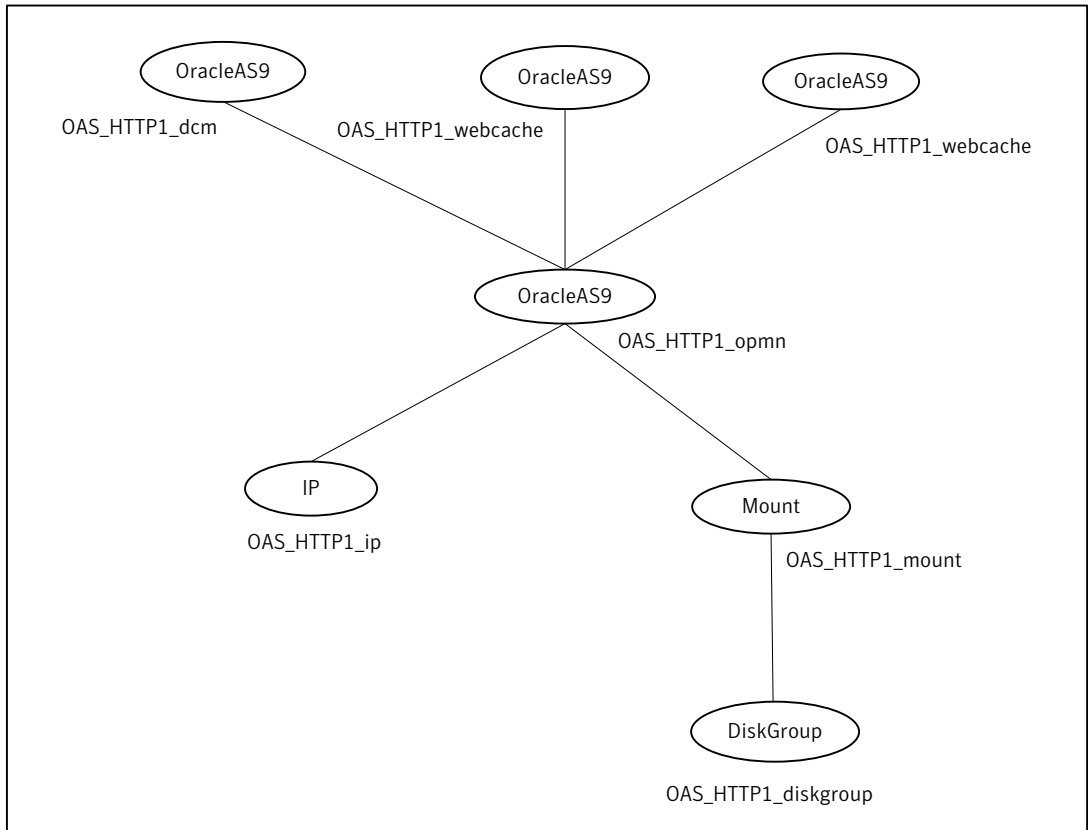 OracleAS9
OracleAS9
OracleAS9
OAS_HTTP1_dcm
OAS_HTTP1_webcache
OAS_HTTP1_webcache
OracleAS9
OAS_HTTP1_opmn
IP
OAS_HTTP1_ip
Mount
OAS_HTTP1_mount
DiskGroup
OAS_HTTP1_diskgroup